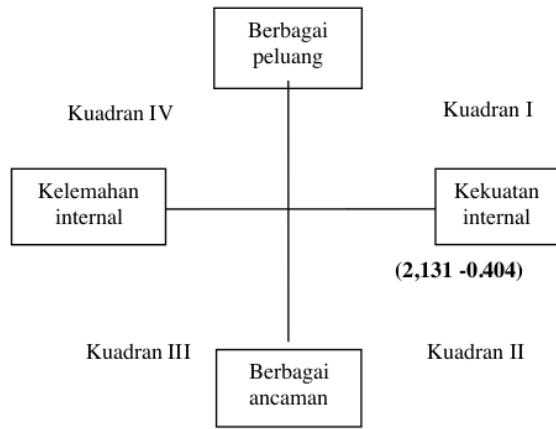 Berbagai
peluang
Kuadran IV
Kuadran I
Kelemahan
internal
Kekuatan
internal
(2,131 -0.404)
Kuadran III
Kuadran II
Berbagai
ancaman